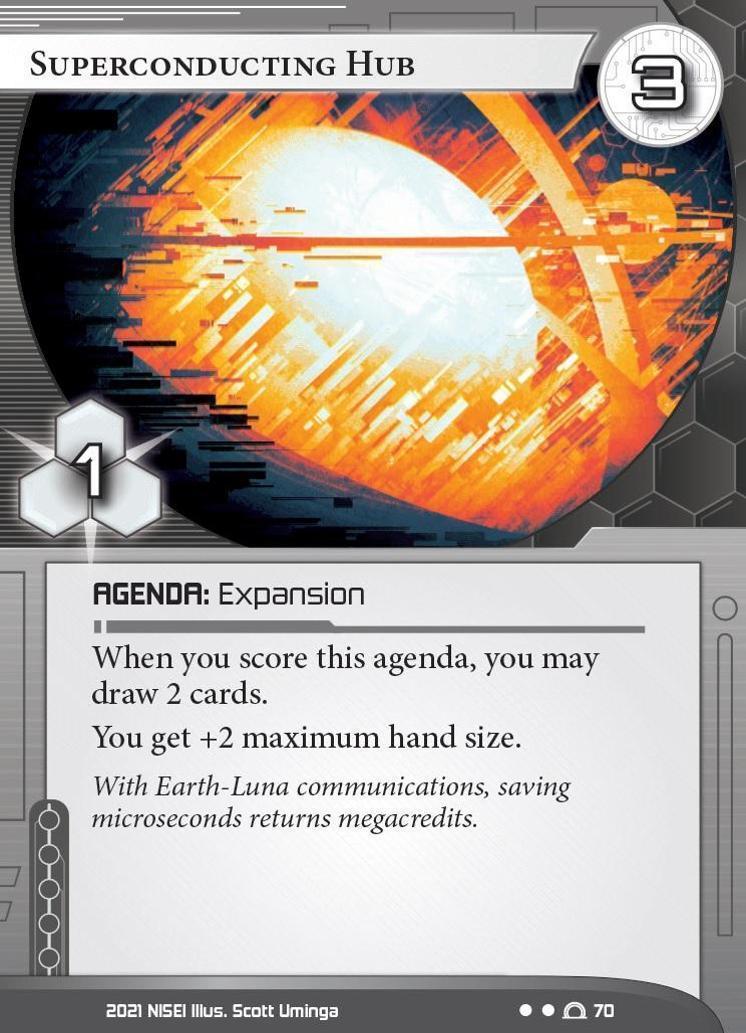 Superconducting Hub
3
1
AGENDA: Expansion
When you score this agenda, you may
draw 2 cards.
You get +2 maximum hand size.
With Earth-Luna communications, saving
microseconds returns megacredits.
2021 NISEI Illus. Scott Uminga
70